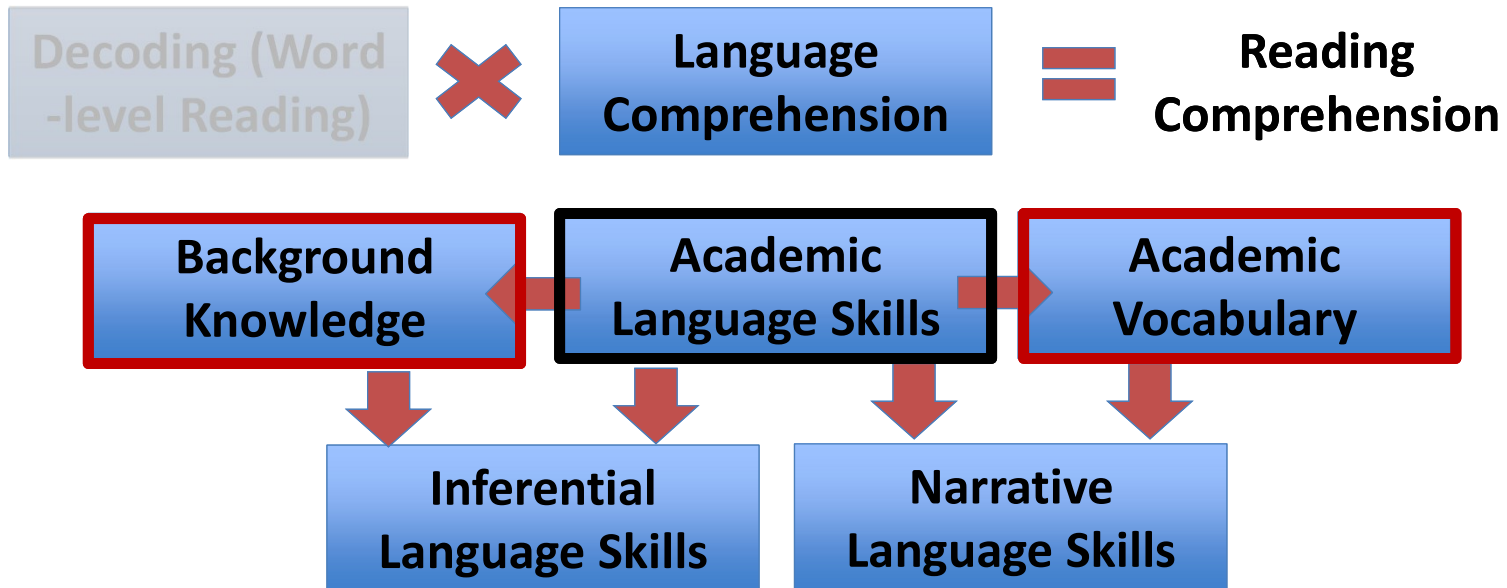 Decoding (Word
-level Reading)
Language
Comprehension
Reading
Comprehension
Background
Knowledge
Academic
Language Skills
Academic
Vocabulary
Inferential
Language Skills
Narrative
Language Skills